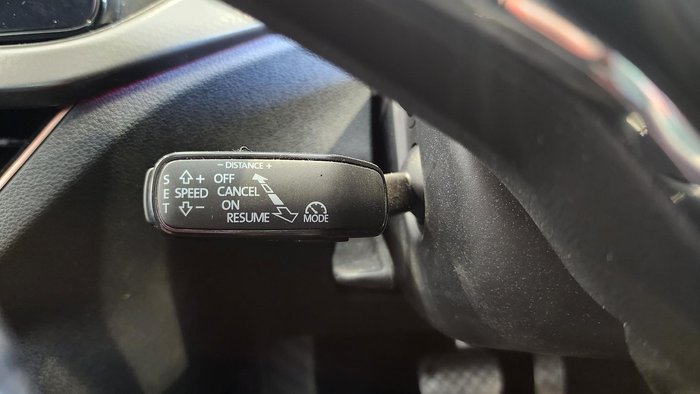 - DISTANCE +
S + OFF
E SPEED CANCEL
T - ON
RESUME MODE